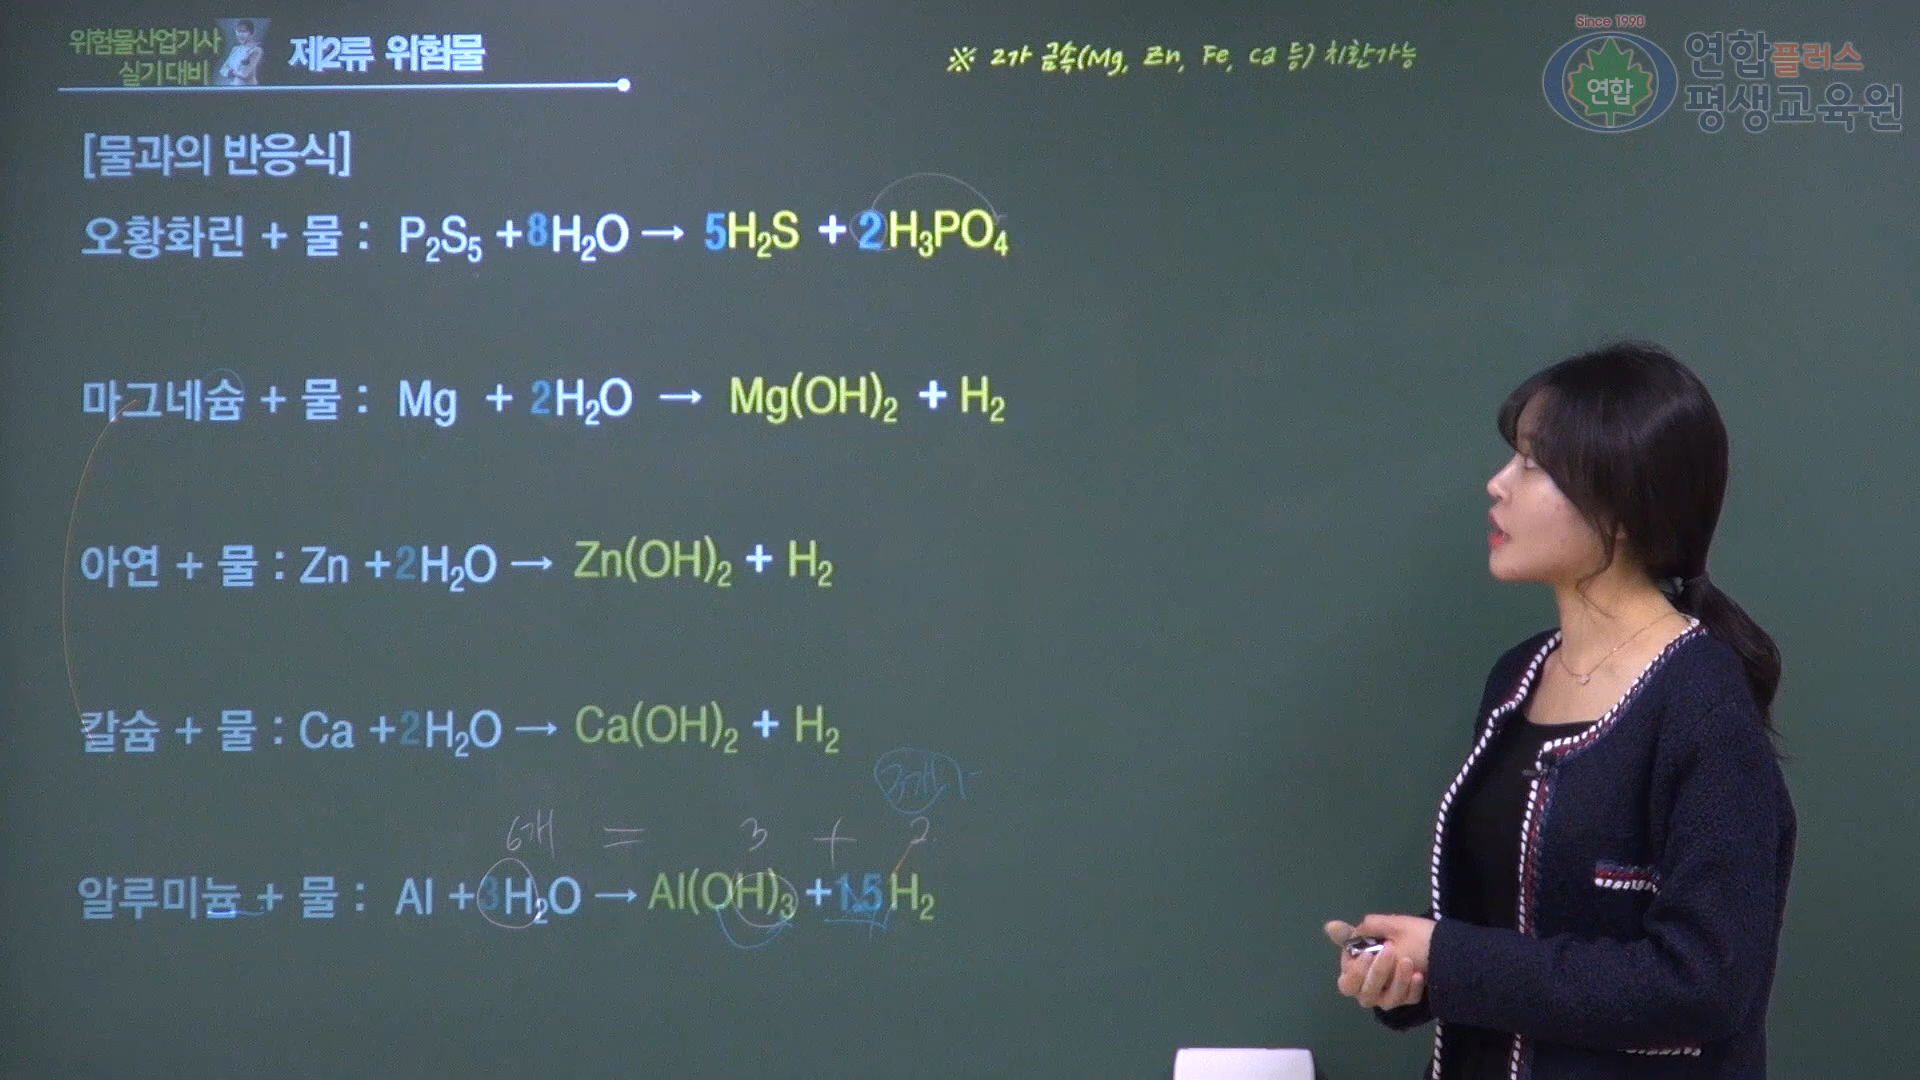 위험물산업기사
실기대비
제2류 위험물
※ 2가 금속(Mg, Zn, Fe, Ca 등) 치환가능
Since 1990
연합
연합플러스
평생교육원
[물과의 반응식]
오황화린 + 물 : P₂S₅ + 8H₂O → 5H₂S + 2H₃PO₄
마그네슘 + 물 : Mg + 2H₂O → Mg(OH)₂ + H₂
아연 + 물 : Zn + 2H₂O → Zn(OH)₂ + H₂
칼슘 + 물 : Ca + 2H₂O → Ca(OH)₂ + H₂
3개
6개 = 3 + 2
알루미늄 + 물 : Al + 3H₂O → Al(OH)₃ + 1.5H₂